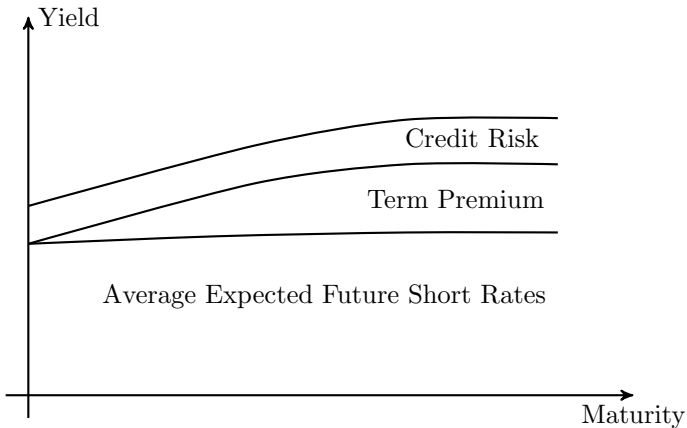 Yield
Credit Risk
Term Premium
Average Expected Future Short Rates
Maturity